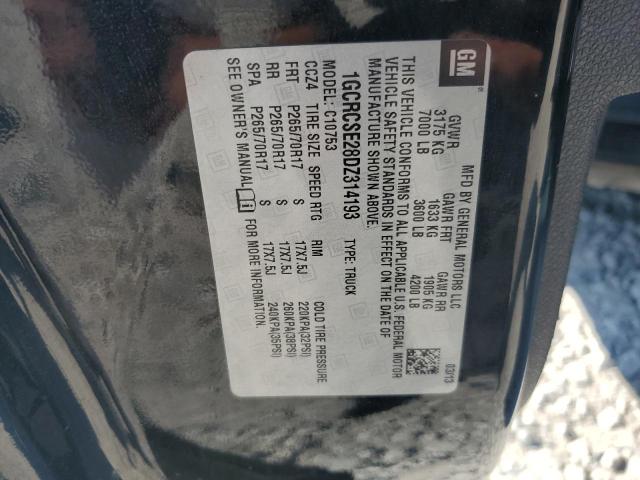 GM
MFD BY GENERAL MOTORS LLC 03/13
GVWR GAWR FRT GAWR RR
3175 KG 1633 KG 1905 KG
7000 LB 3600 LB 4200 LB
THIS VEHICLE CONFORMS TO ALL APPLICABLE U.S. FEDERAL MOTOR
VEHICLE SAFETY STANDARDS IN EFFECT ON THE DATE OF
MANUFACTURE SHOWN ABOVE.
1GCRCSE28DZ314193 TYPE: TRUCK
MODEL: C10753
CCZ4 TIRE SIZE SPEED RTG RIM COLD TIRE PRESSURE
FRT P265/70R17 S 17X7.5J 220KPA(32PSI)
RR P265/70R17 S 17X7.5J 260KPA(38PSI)
SPA P265/70R17 S 17X7.5J 240KPA(35PSI)
SEE OWNER'S MANUAL FOR MORE INFORMATION.